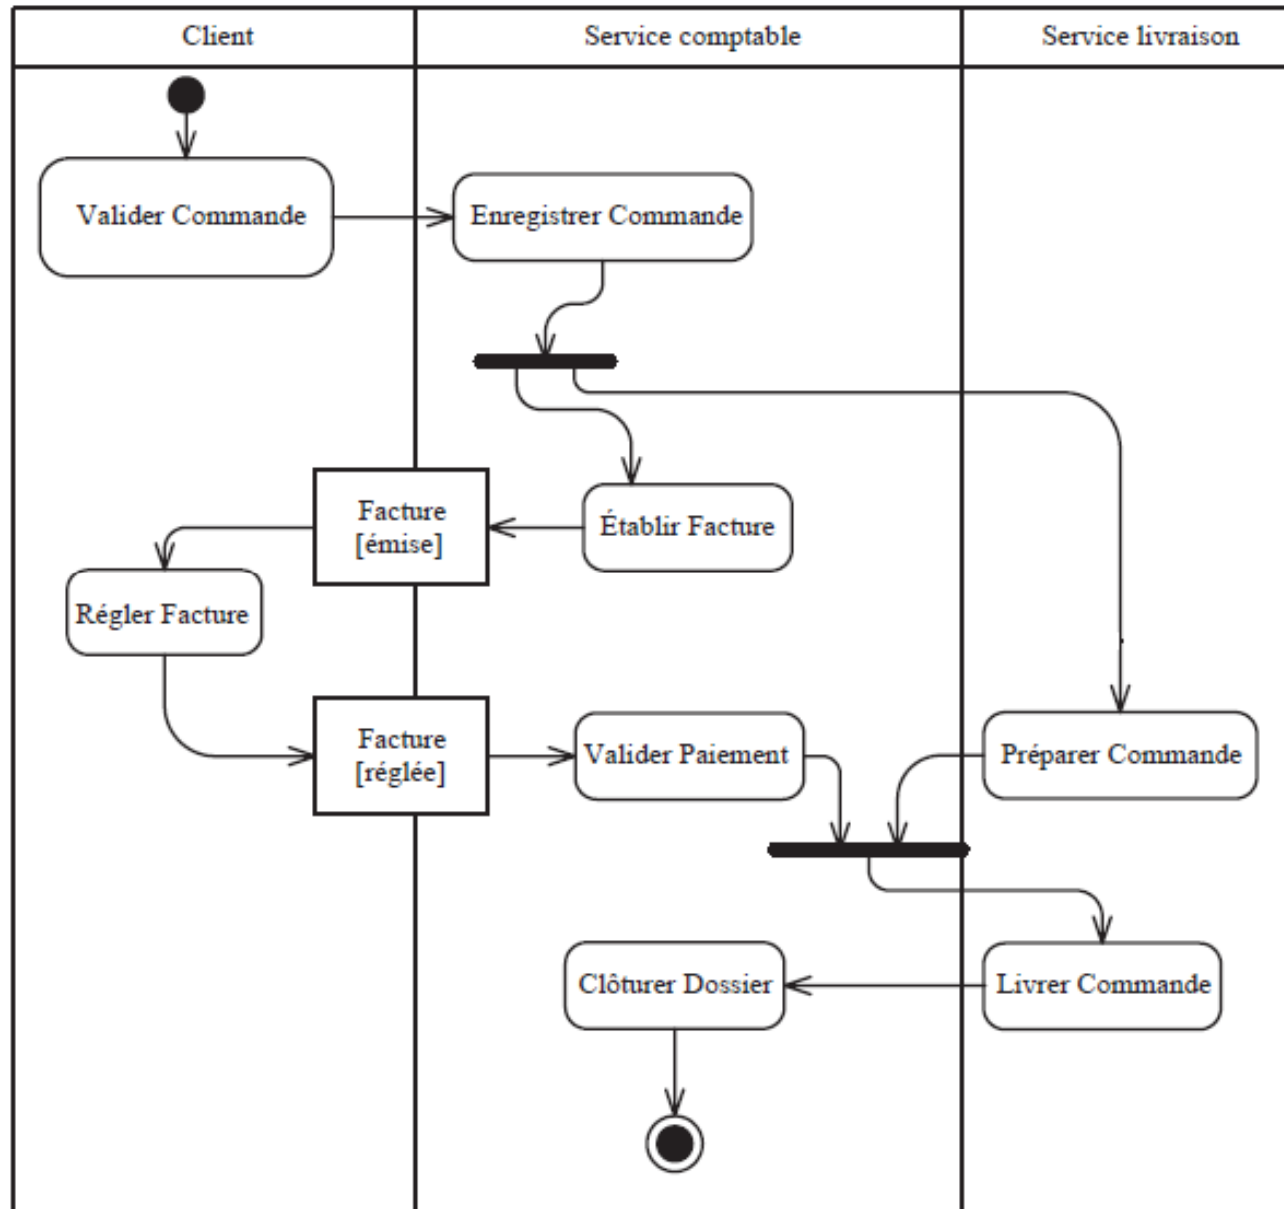 Client
Service comptable
Service livraison
Valider Commande
Enregistrer Commande
Facture
[émise]
Établir Facture
Régler Facture
Facture
[réglée]
Valider Paiement
Préparer Commande
Clôturer Dossier
Livrer Commande